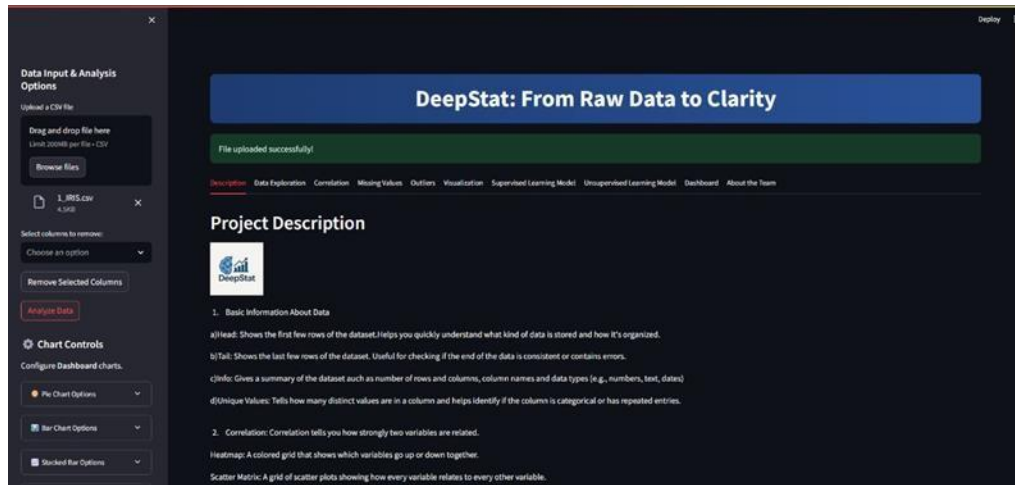 Deploy
Data Input & Analysis
Options
Upload a CSV file
Drag and drop file here
Limit 200MB per file • CSV
Browse files
1_IRIS.csv
4.5KB
Select columns to remove:
Choose an option
Remove Selected Columns
Analyze Data
Chart Controls
Configure Dashboard charts.
Pie Chart Options
Bar Chart Options
Stacked Bar Options
DeepStat: From Raw Data to Clarity
File uploaded successfully!
Description Data Exploration Correlation Missing Values Outliers Visualization Supervised Learning Model Unsupervised Learning Model Dashboard About the Team
Project Description
DeepStat
1. Basic Information About Data
a)Head: Shows the first few rows of the dataset.Helps you quickly understand what kind of data is stored and how it's organized.
b)Tail: Shows the last few rows of the dataset. Useful for checking if the end of the data is consistent or contains errors.
c)Info: Gives a summary of the dataset auch as number of rows and columns, column names and data types (e.g., numbers, text, dates)
d)Unique Values: Tells how many distinct values are in a column and helps identify if the column is categorical or has repeated entries.
2. Correlation: Correlation tells you how strongly two variables are related.
Heatmap: A colored grid that shows which variables go up or down together.
Scatter Matrix: A grid of scatter plots showing how every variable relates to every other variable.